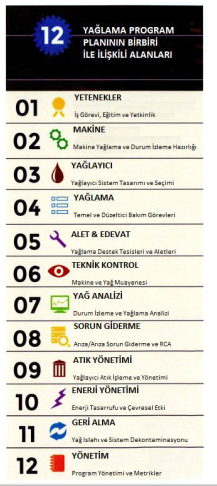 12
YAĞLAMA PROGRAM
PLANININ BİRBİRİ
İLE İLİŞKİLİ ALANLARI
01
YETENEKLER
İş Görevi, Eğitim ve Yetkinlik
02
MAKİNE
Makine Yağlama ve Durum İzleme Hazırlığı
03
YAĞLAYICI
Yağlayıcı Sistem Tasarımı ve Seçimi
04
YAĞLAMA
Temel ve Düzeltici Bakım Görevleri
05
ALET & EDEVAT
Yağlama Destek Tesisleri ve Aletleri
06
TEKNİK KONTROL
Makine ve Yağ Muayenesi
07
YAĞ ANALİZİ
Durum İzleme ve Yağlama Analizi
08
SORUN GİDERME
Arıza/Arıza Sorun Giderme ve RCA
09
ATIK YÖNETİMİ
Yağlayıcı Atık İşleme ve Yönetimi
10
ENERJİ YÖNETİMİ
Enerji Tasarrufu ve Çevresel Etki
11
GERİ ALMA
Yağ Islahı ve Sistem Dekontaminasyonu
12
YÖNETİM
Program Yönetimi ve Metrikler